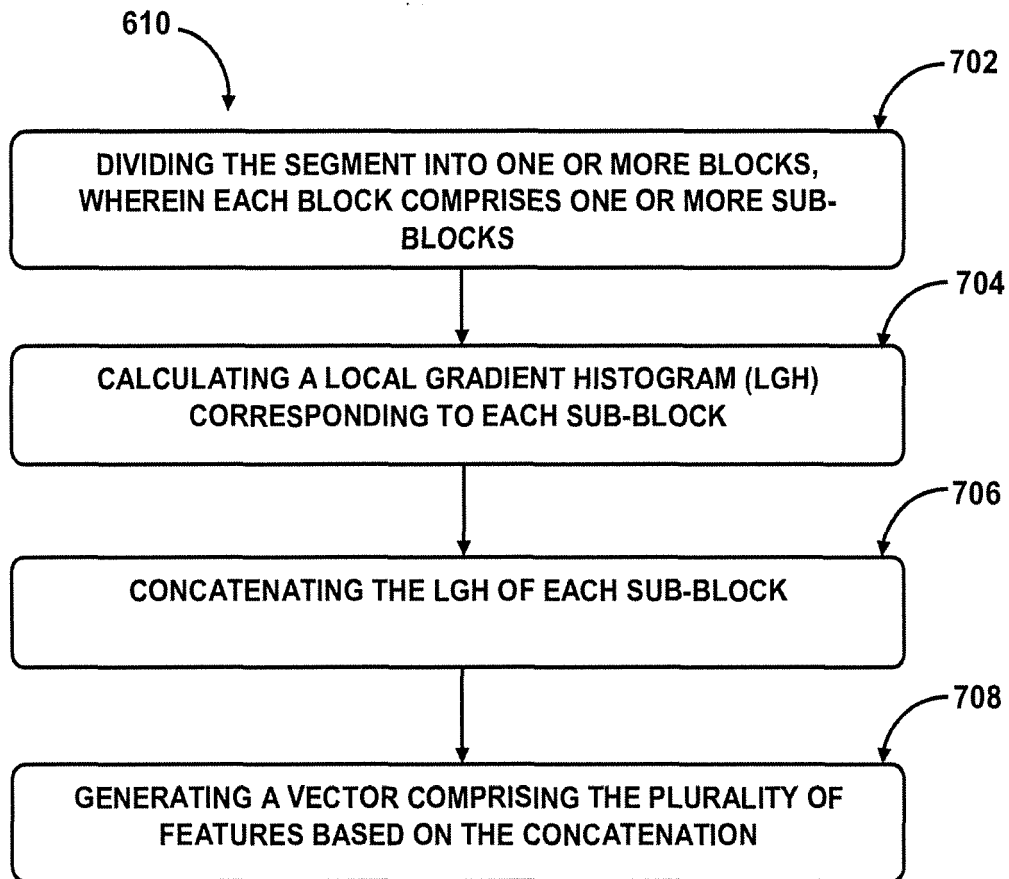 610
702
DIVIDING THE SEGMENT INTO ONE OR MORE BLOCKS,
WHEREIN EACH BLOCK COMPRISES ONE OR MORE SUB-
BLOCKS
704
CALCULATING A LOCAL GRADIENT HISTOGRAM (LGH)
CORRESPONDING TO EACH SUB-BLOCK
706
CONCATENATING THE LGH OF EACH SUB-BLOCK
708
GENERATING A VECTOR COMPRISING THE PLURALITY OF
FEATURES BASED ON THE CONCATENATION